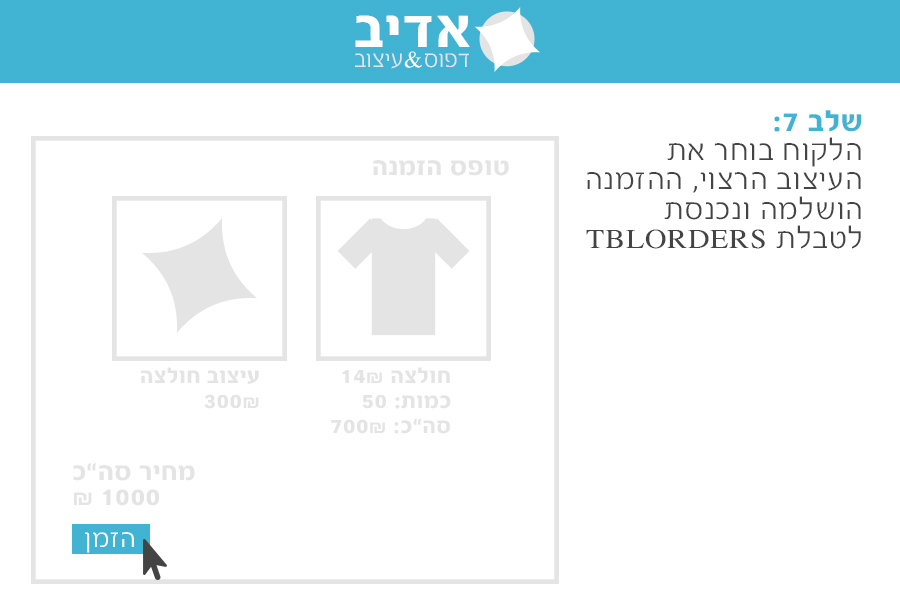 אדיב
דפוס&עיצוב
שלב 7:
הלקוח בוחר את
העיצוב הרצוי, ההזמנה
הושלמה ונכנסת
לטבלת TBLORDERS
טופס הזמנה
חולצה 14₪
כמות: 50
סה"כ: 700₪
עיצוב חולצה
300₪
מחיר סה"כ
1000 ₪
הזמן